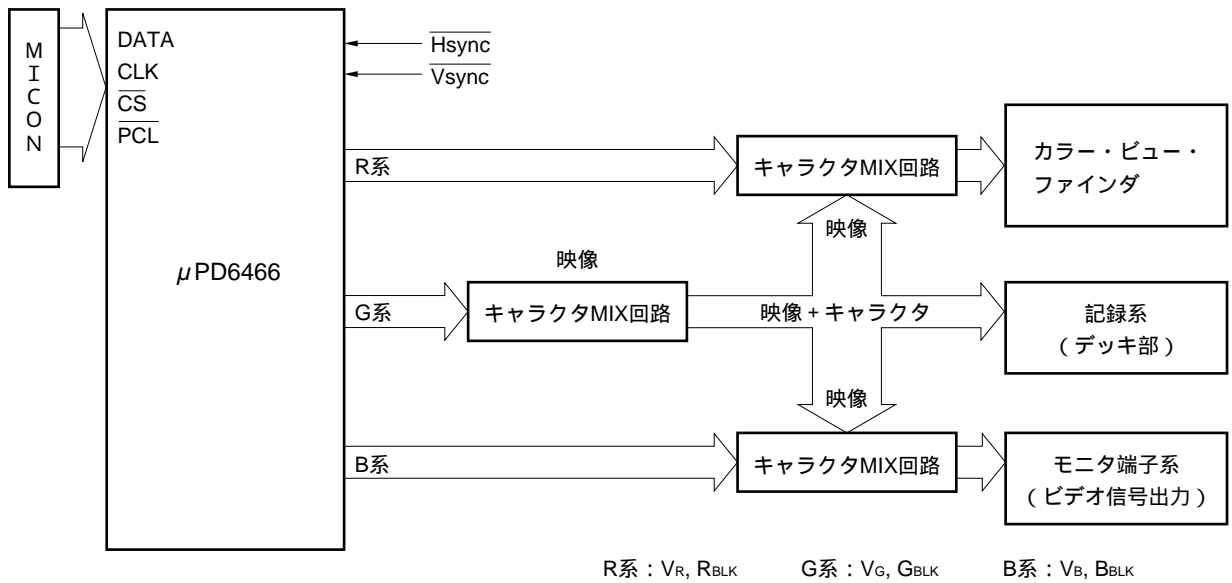 MICON
DATA
CLK
CS
PCL
Hsync
Vsync
μPD6466
R系
キャラクタMIX回路
カラー・ビュー・
ファインダ
映像
映像
G系
キャラクタMIX回路
映像 + キャラクタ
記録系
(デッキ部)
映像
B系
キャラクタMIX回路
モニタ端子系
(ビデオ信号出力)
R系：VR, RBLK G系：VG, GBLK B系：VB, BBLK